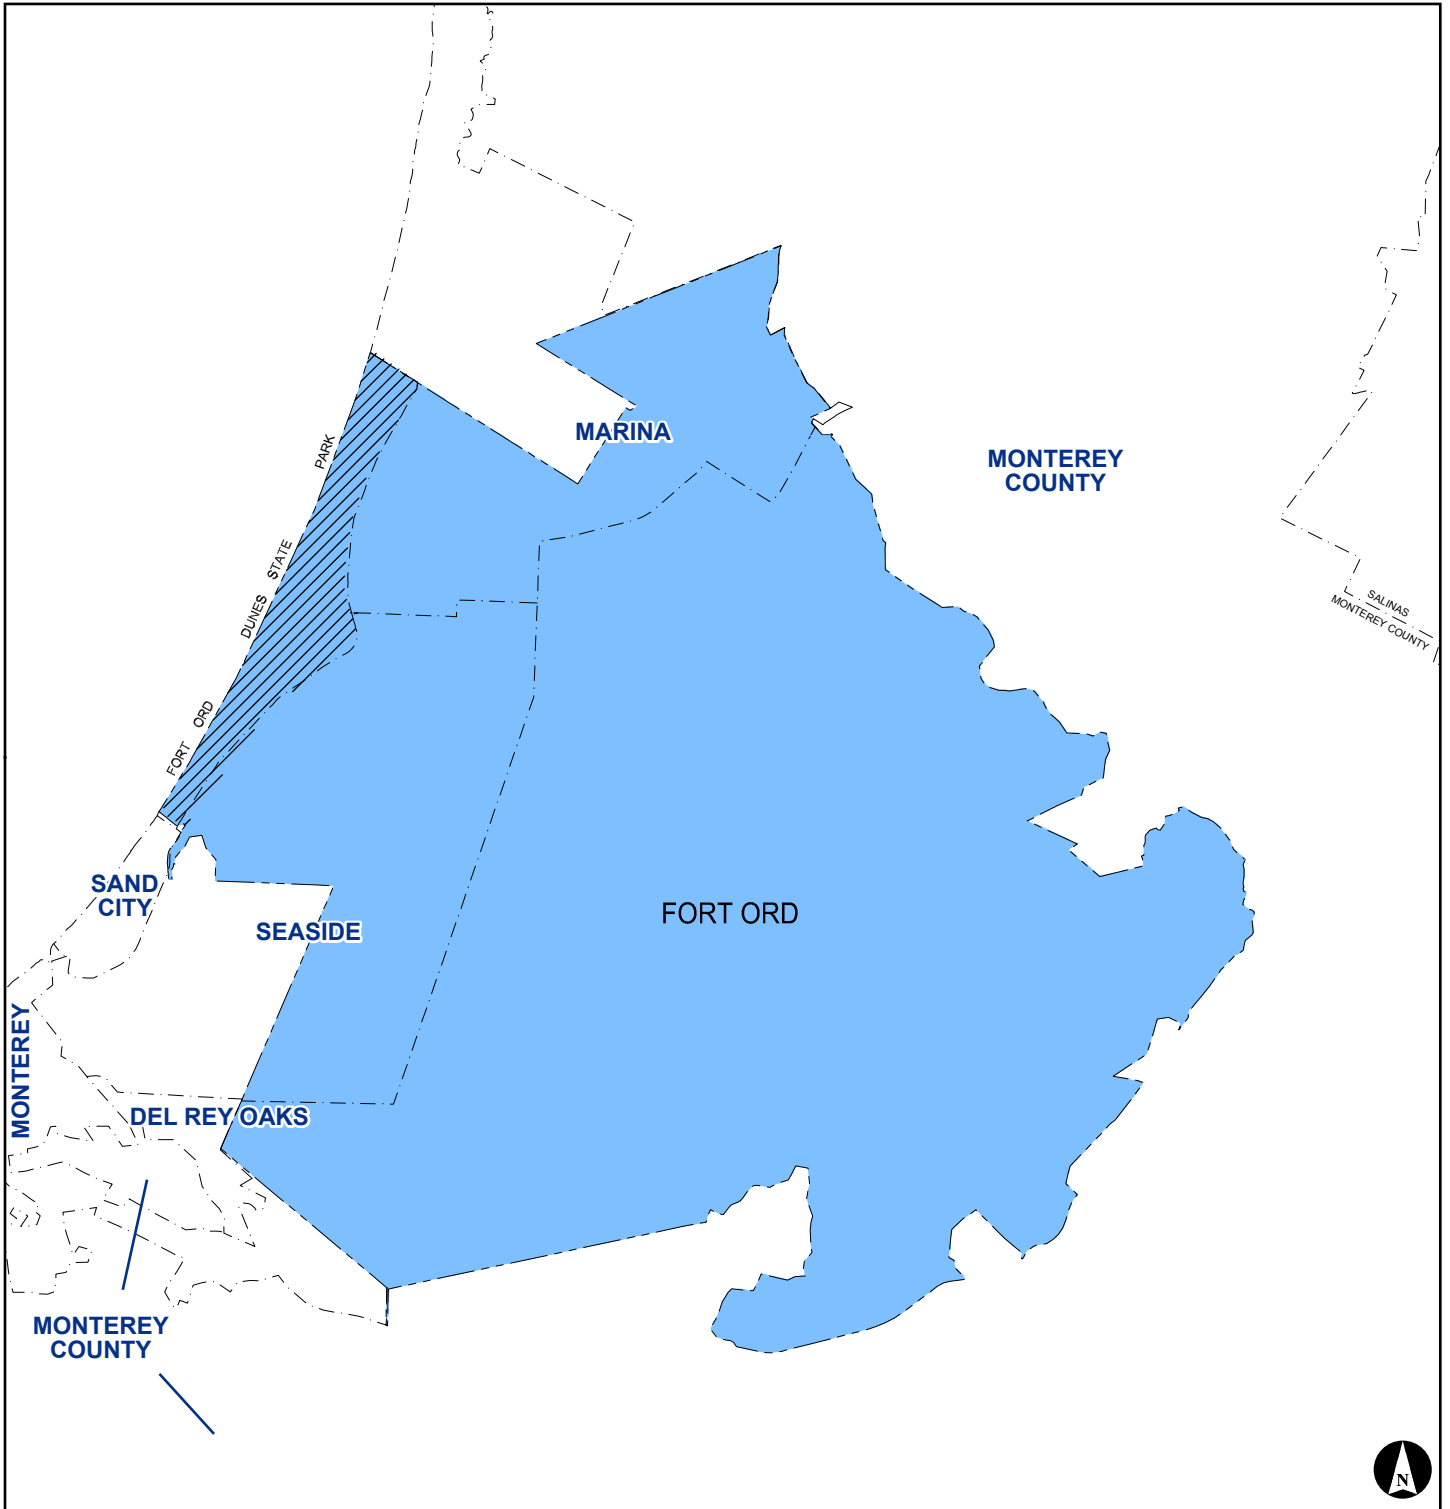 MARINA
MONTEREY
COUNTY
FORT ORD DUNES STATE PARK
SALINAS
MONTEREY COUNTY
SAND
CITY
SEASIDE
FORT ORD
MONTEREY
DEL REY OAKS
MONTEREY
COUNTY
N